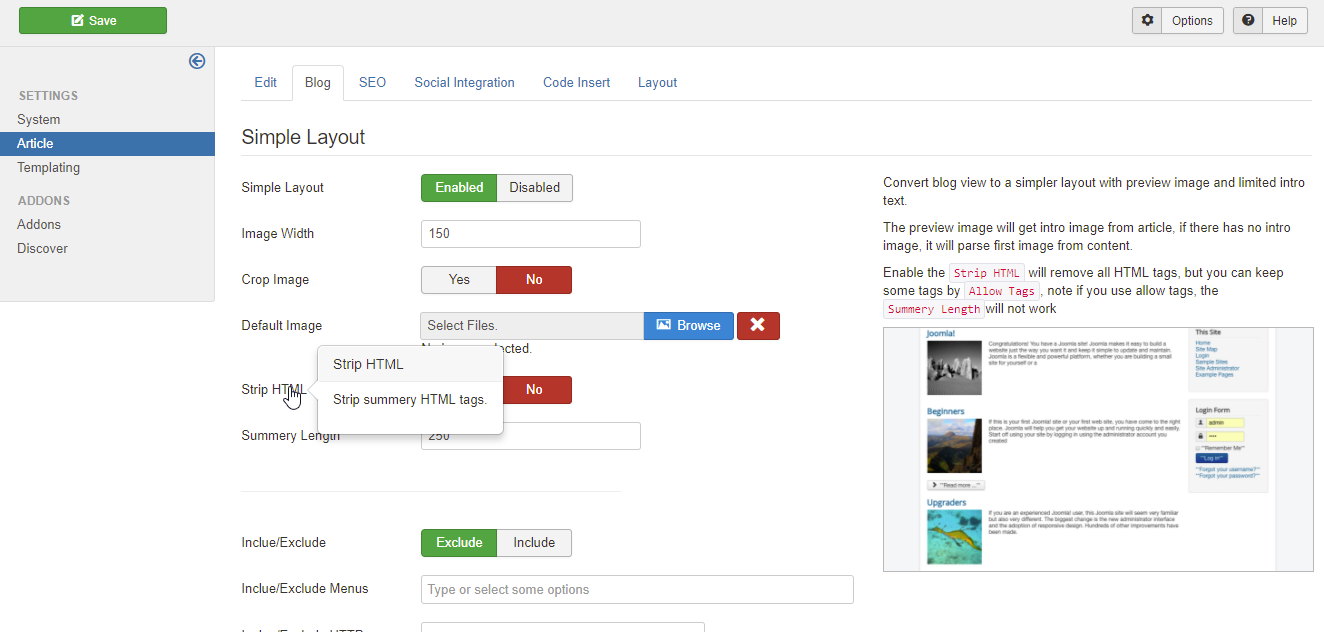 Save
Options
Help
SETTINGS
System
Article
Templating
ADDONS
Addons
Discover
Edit
Blog
SEO
Social Integration
Code Insert
Layout
Simple Layout
Simple Layout
Enabled
Disabled
Image Width
150
Crop Image
Yes
No
Default Image
Select Files.
Browse
Strip HTML
No
Strip HTML
Strip summery HTML tags.
Summery Length
250
Inclue/Exclude
Exclude
Include
Inclue/Exclude Menus
Type or select some options
Convert blog view to a simpler layout with preview image and limited intro
text.
The preview image will get intro image from article, if there has no intro
image, it will parse first image from content.
Enable the Strip HTML will remove all HTML tags, but you can keep
some tags by Allow Tags , note if you use allow tags, the
Summery Length will not work
Joomla!
Congratulations! You have a Joomla site! Joomla makes it easy to build a
website just the way you want it and keep it simple to update and maintain.
Joomla is a flexible and powerful platform, whether you are building a small
site for yourself or a
Beginners
If this is your first Joomla! site or your first web site, you have come to the right
place. Joomla will help you get your website up and running quickly and easily.
Start off using your site by logging in using the administrator account you
created
"Read more ..."
Upgraders
If you are an experienced Joomla! user, this Joomla site will seem very familiar
but also very different. The biggest change is the new administrator interface
and the adoption of responsive design. Hundreds of other improvements have
been made.
This Site
Home
Site Map
Login
Sample Sites
Site Administrator
Example Pages
Login Form
admin
""Remember Me""
""Log in""
""Forgot your username?""
""Forgot your password?""